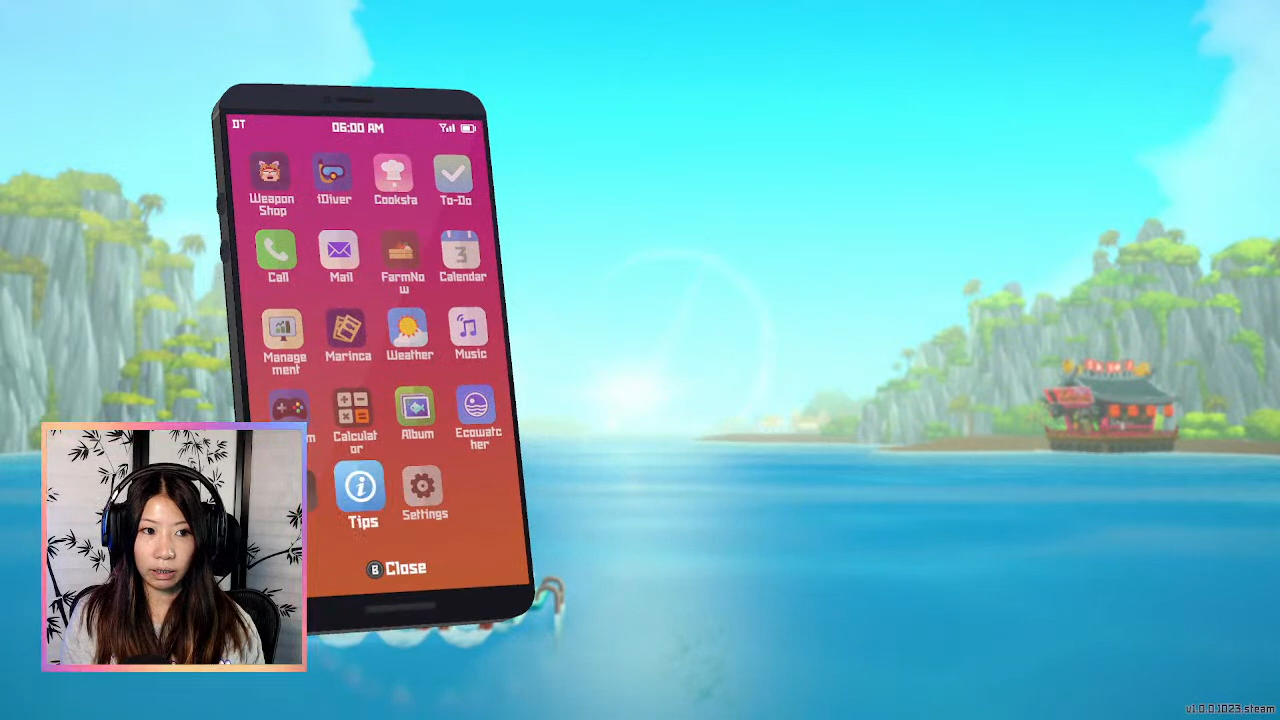 DT
06:00 AM
Weapon
Shop
iDiver
Cooksta
To-Do
Call
Mail
FarmNo
w
3
Calendar
Manage
ment
Marinca
Weather
Music
m
Calculat
or
Album
Ecowatc
her
Tips
Settings
B Close
v1.0.0.1023.steam